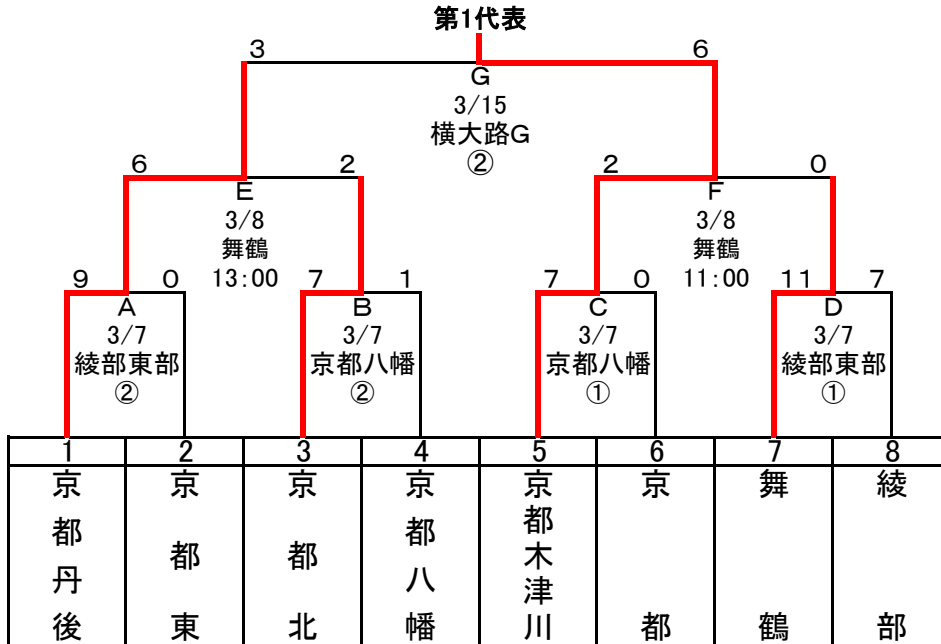 第1代表
3 6
G
3/15
横大路G
②
6 2 2 0
E F
3/8 3/8
舞鶴 舞鶴
13:00 11:00
9 0 7 1 7 0 11 7
A B C D
3/7 3/7 3/7 3/7
綾部東部 京都八幡 京都八幡 綾部東部
② ② ① ①
1 2 3 4 5 6 7 8
京都丹後
京都東
京都北
京都八幡
京都木津川
京都
舞鶴
綾部